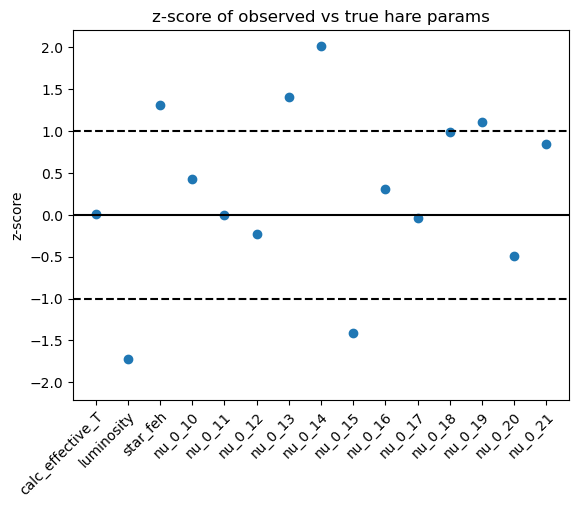 z-score of observed vs true hare params
z-score
2.0
1.5
1.0
0.5
0.0
−0.5
−1.0
−1.5
−2.0
calc_effective_T
luminosity
star_feh
nu_0_10
nu_0_11
nu_0_12
nu_0_13
nu_0_14
nu_0_15
nu_0_16
nu_0_17
nu_0_18
nu_0_19
nu_0_20
nu_0_21